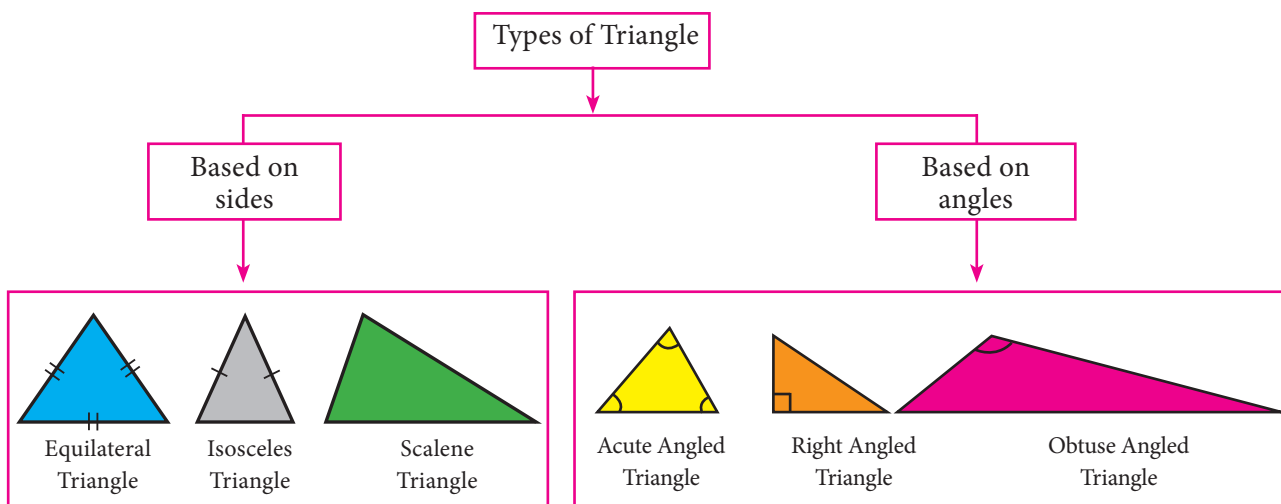 Types of Triangle
Based on
sides
Based on
angles
Equilateral
Triangle
Isosceles
Triangle
Scalene
Triangle
Acute Angled
Triangle
Right Angled
Triangle
Obtuse Angled
Triangle